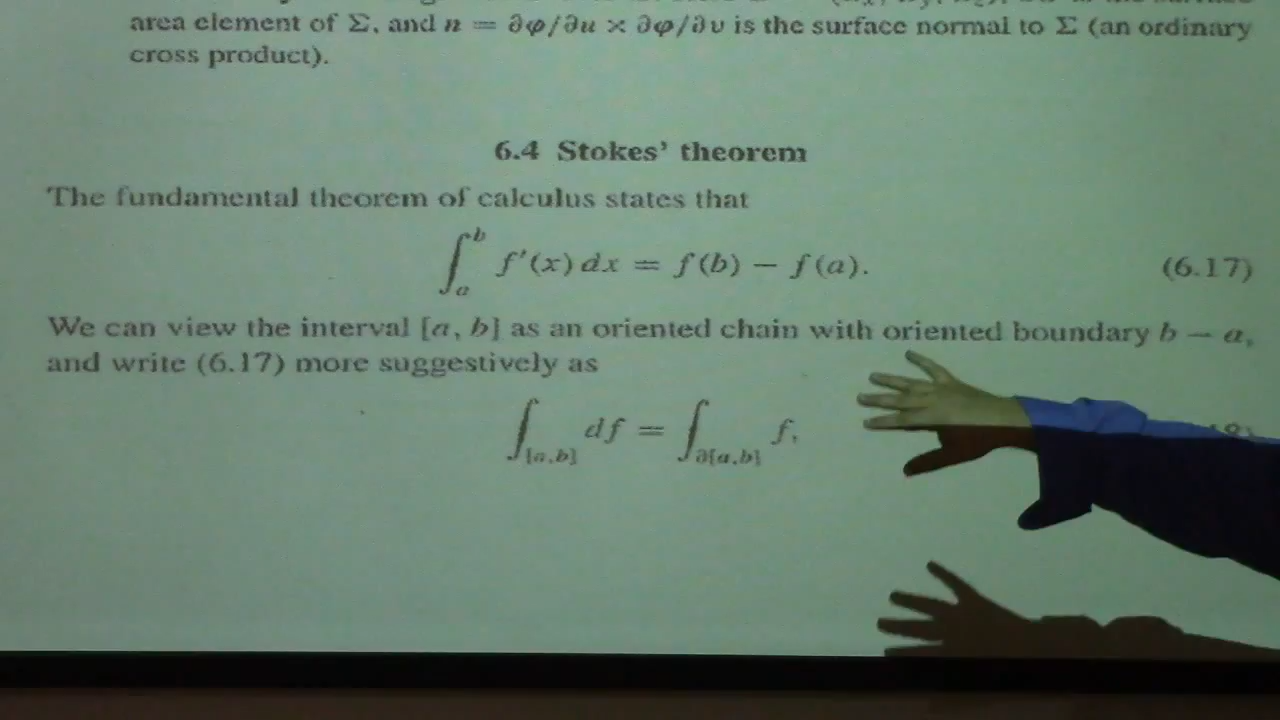 area element of Σ, and n = ∂φ/∂u × ∂φ/∂v is the surface normal to Σ (an ordinary
cross product).
6.4 Stokes' theorem
The fundamental theorem of calculus states that
∫_a^b f'(x) dx = f(b) − f(a). (6.17)
We can view the interval [a, b] as an oriented chain with oriented boundary b − a,
and write (6.17) more suggestively as
∫_[a,b] df = ∫_∂[a,b] f,